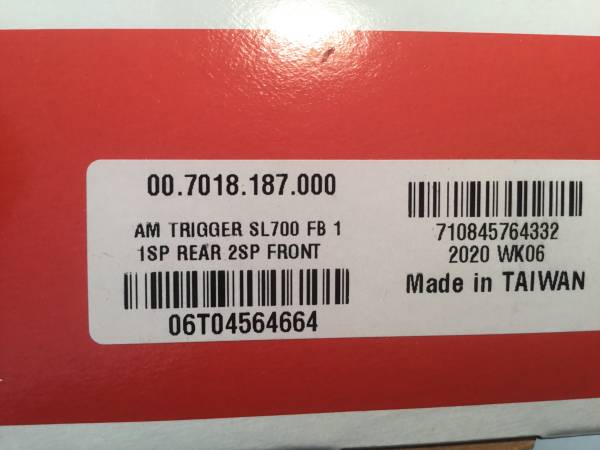 00.7018.187.000
AM TRIGGER SL700 FB 1
1SP REAR 2SP FRONT
06T04564664
710845764332
2020 WK06
Made in TAIWAN